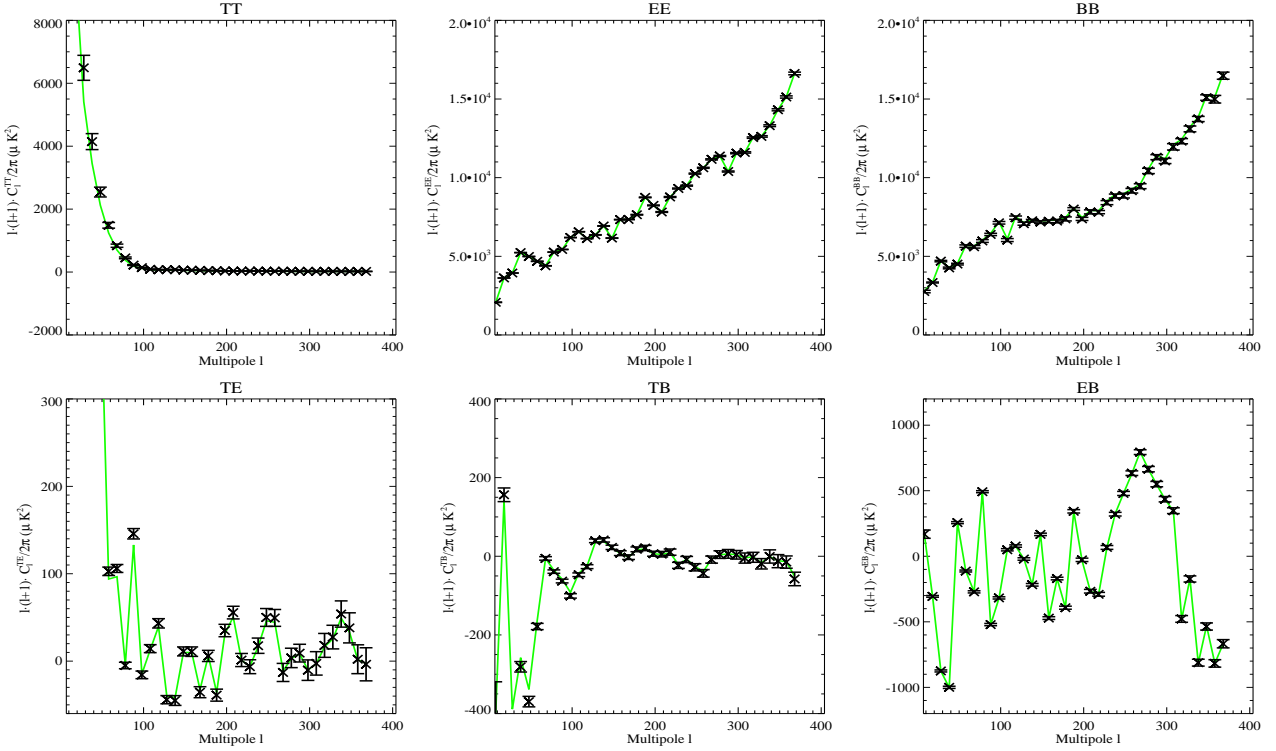 TT
8000
6000
4000
2000
0
-2000
l·(l+1)· C_l^TT/2π (μ K²)
100 200 300 400
Multipole l
EE
2.0•10⁴
1.5•10⁴
1.0•10⁴
5.0•10³
0
l·(l+1)· C_l^EE/2π (μ K²)
100 200 300 400
Multipole l
BB
2.0•10⁴
1.5•10⁴
1.0•10⁴
5.0•10³
0
l·(l+1)· C_l^BB/2π (μ K²)
100 200 300 400
Multipole l
TE
300
200
100
0
l·(l+1)· C_l^TE/2π (μ K²)
100 200 300 400
Multipole l
TB
400
200
0
-200
-400
l·(l+1)· C_l^TB/2π (μ K²)
100 200 300 400
Multipole l
EB
1000
500
0
-500
-1000
l·(l+1)· C_l^EB/2π (μ K²)
100 200 300 400
Multipole l